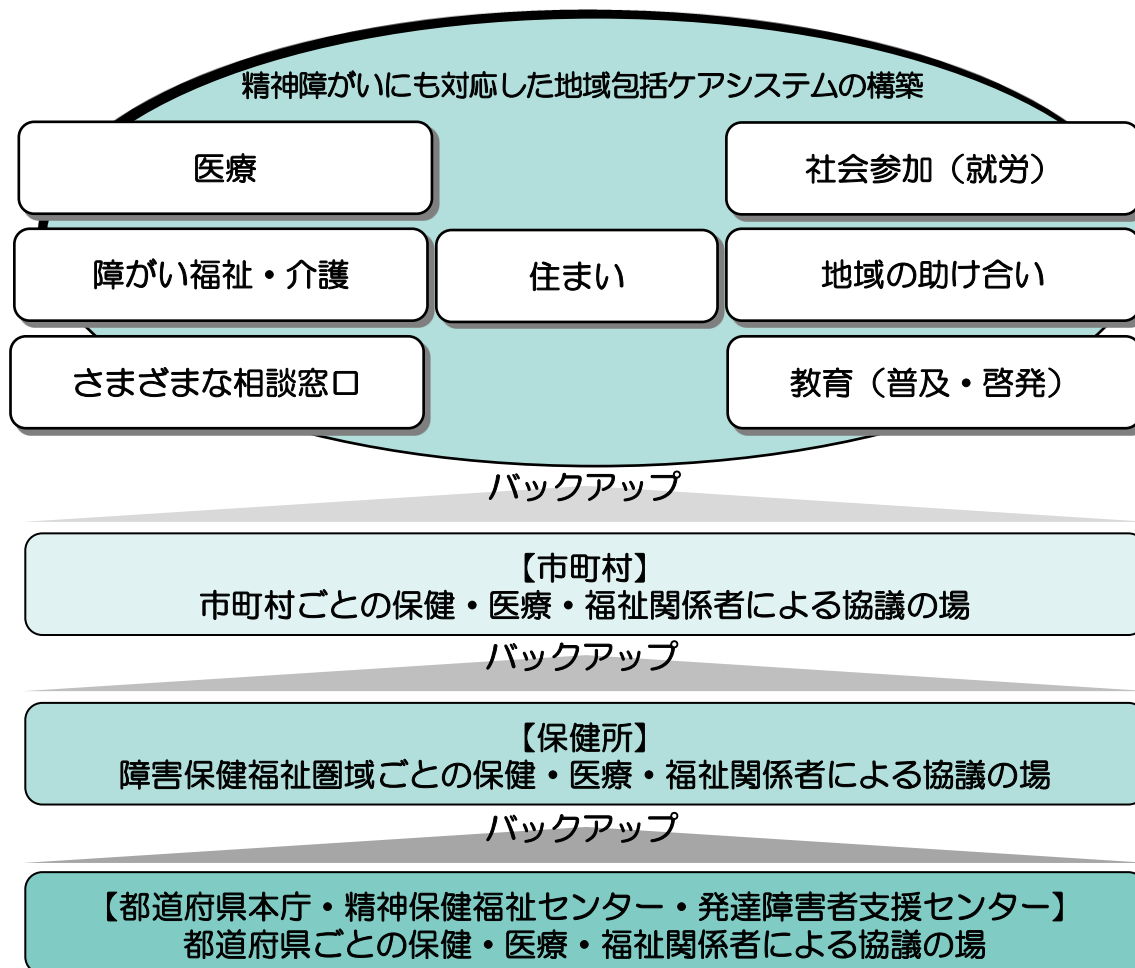 精神障がいにも対応した地域包括ケアシステムの構築
医療
社会参加（就労）
障がい福祉・介護
住まい
地域の助け合い
さまざまな相談窓口
教育（普及・啓発）
バックアップ
【市町村】
市町村ごとの保健・医療・福祉関係者による協議の場
バックアップ
【保健所】
障害保健福祉圏域ごとの保健・医療・福祉関係者による協議の場
バックアップ
【都道府県本庁・精神保健福祉センター・発達障害者支援センター】
都道府県ごとの保健・医療・福祉関係者による協議の場